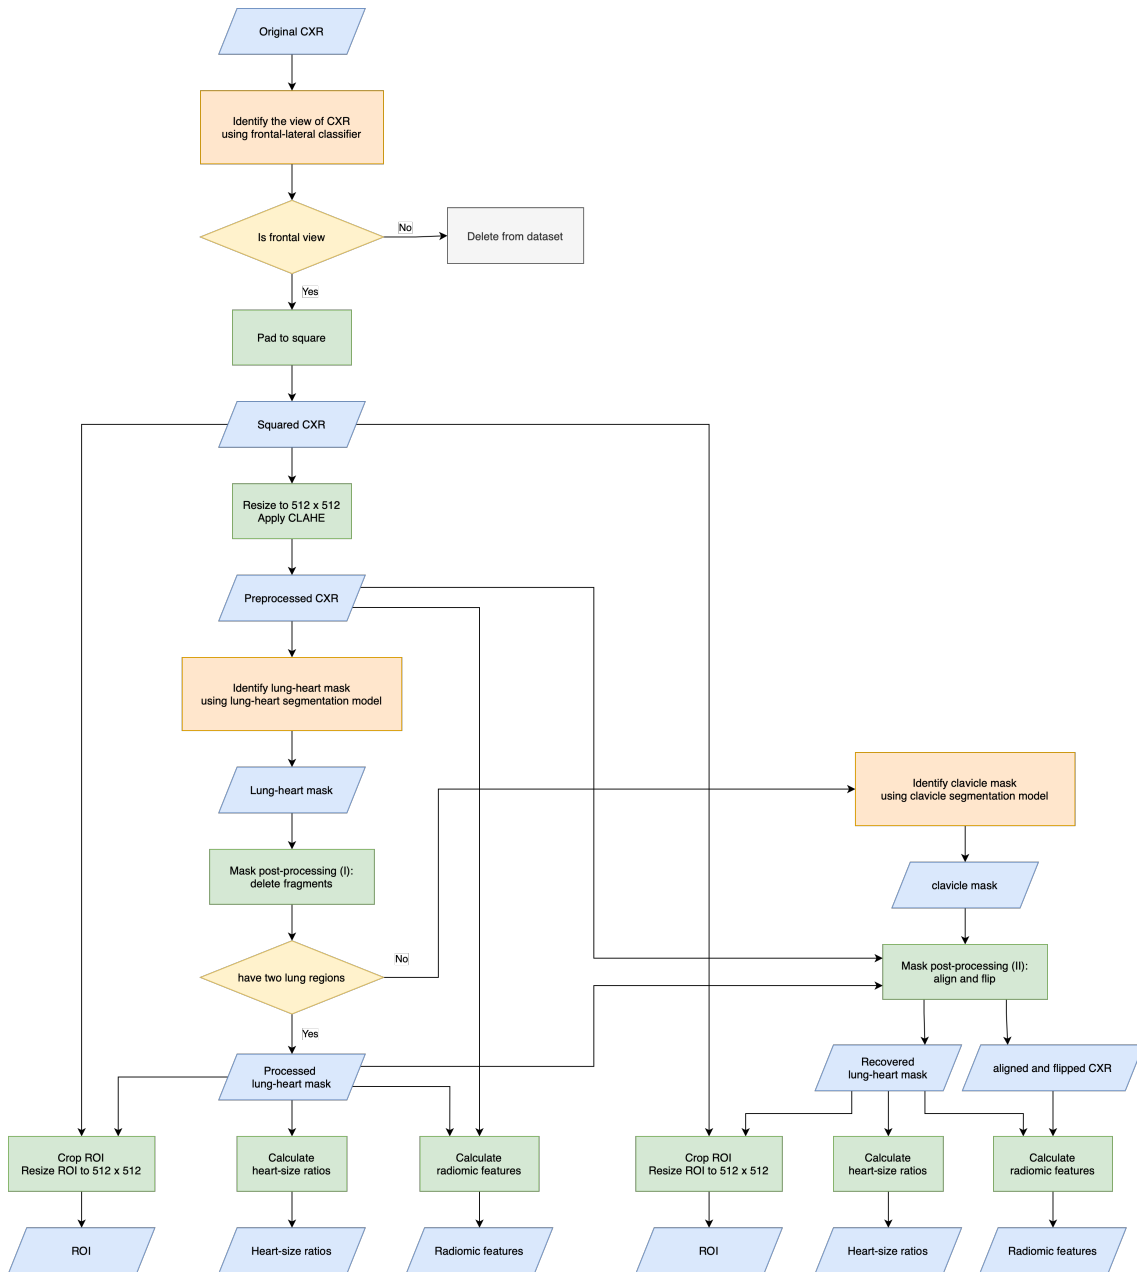 Original CXR
Identify the view of CXR
using frontal-lateral classifier
Is frontal view
No
Delete from dataset
Yes
Pad to square
Squared CXR
Resize to 512 x 512
Apply CLAHE
Preprocessed CXR
Identify lung-heart mask
using lung-heart segmentation model
Lung-heart mask
Identify clavicle mask
using clavicle segmentation model
Mask post-processing (I):
delete fragments
clavicle mask
have two lung regions
No
Mask post-processing (II):
align and flip
Yes
Processed
lung-heart mask
Recovered
lung-heart mask
aligned and flipped CXR
Crop ROI
Resize ROI to 512 x 512
Calculate
heart-size ratios
Calculate
radiomic features
Crop ROI
Resize ROI to 512 x 512
Calculate
heart-size ratios
Calculate
radiomic features
ROI
Heart-size ratios
Radiomic features
ROI
Heart-size ratios
Radiomic features